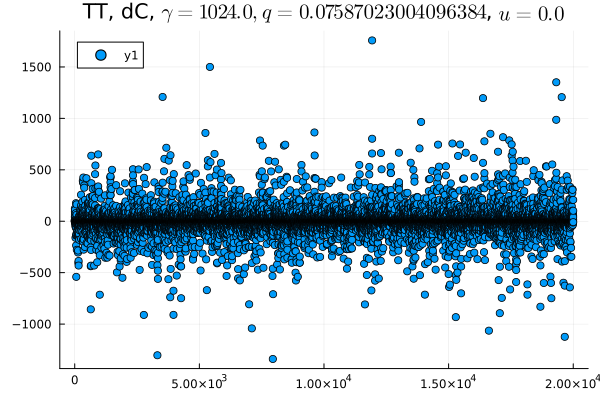 TT, dC, γ = 1024.0, q = 0.07587023004096384, u = 0.0
y1
1500
1000
500
0
−500
−1000
0 5.00×10³ 1.00×10⁴ 1.50×10⁴ 2.00×10⁴